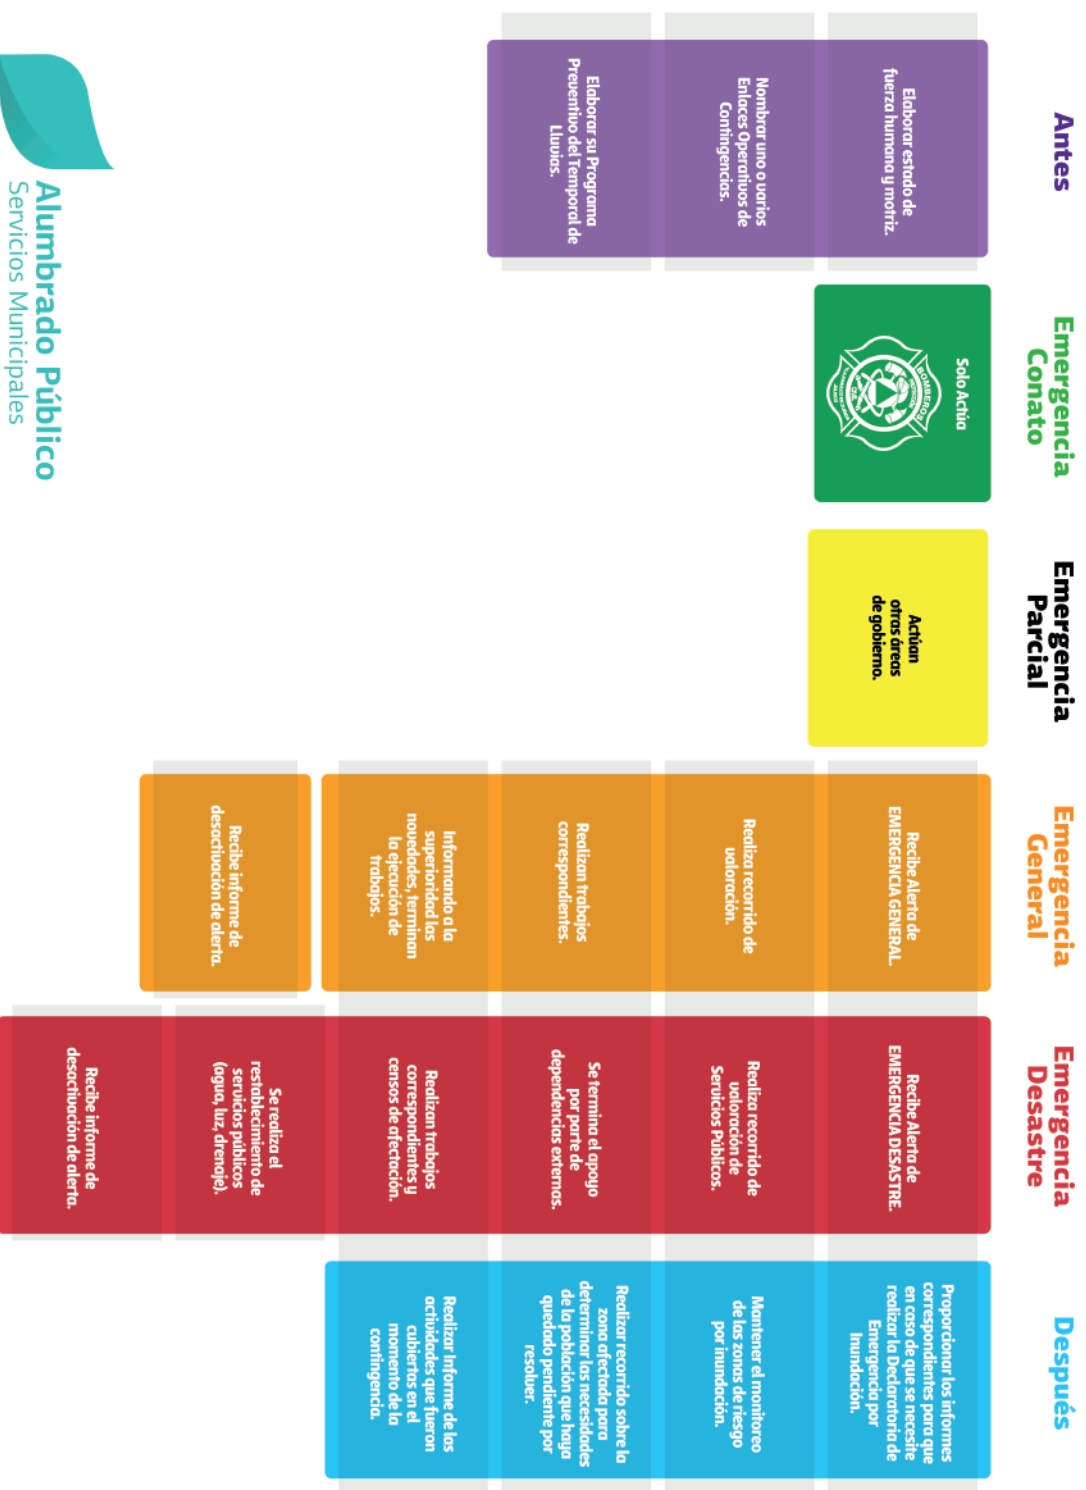 Antes
Elaborar estado de
fuerza humana y motriz.
Nombrar uno o varios
Enlaces Operativos de
Contingencias.
Elaborar su Programa
Preventivo del Temporal de
Lluvias.
Emergencia
Conato
Solo Actúa
BOMBEROS
Emergencia
Parcial
Actúan
otras áreas
de gobierno.
Emergencia
General
Recibe Alerta de
EMERGENCIA GENERAL.
Realiza recorrido de
valoración.
Realizan trabajos
correspondientes.
Informando a la
superioridad las
novedades, terminan
la ejecución de
trabajos.
Recibe informe de
desactivación de alerta.
Emergencia
Desastre
Recibe Alerta de
EMERGENCIA DESASTRE.
Realiza recorrido de
valoración de
Servicios Públicos.
Se termina el apoyo
por parte de
dependencias externas.
Realizan trabajos
correspondientes y
censos de afectación.
Se realiza el
restablecimiento de
servicios públicos
(agua, luz, drenaje).
Recibe informe de
desactivación de alerta.
Después
Proporcionar los informes
correspondientes para que
en caso de que se necesite
realizar la Declaratoria de
Emergencia por
Inundación.
Mantener el monitoreo
de las zonas de riesgo
por inundación.
Realizar recorrido sobre la
zona afectada para
determinar las necesidades
de la población que haya
quedado pendiente por
resolver.
Realizar Informe de las
actividades que fueron
cubiertas en el
momento de la
contingencia.
Alumbrado Público
Servicios Municipales